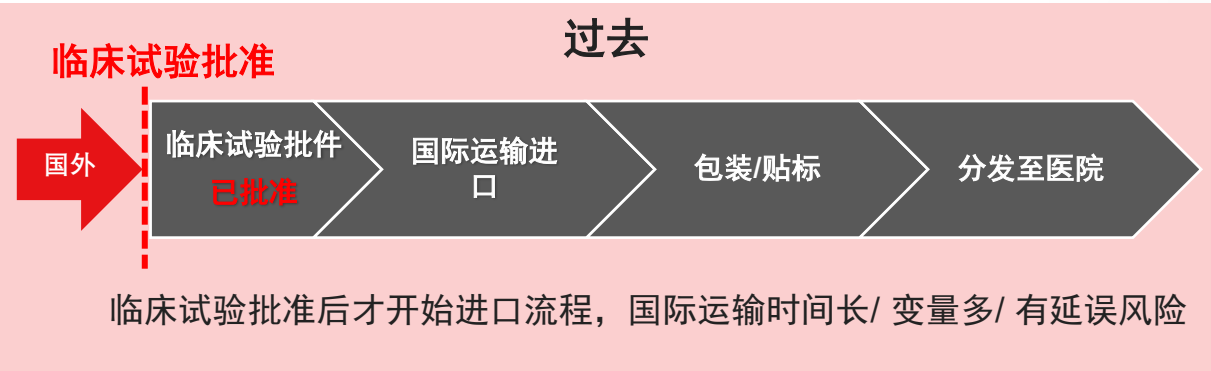 过去
临床试验批准
国外
临床试验批件
已批准
国际运输进
口
包装/贴标
分发至医院
临床试验批准后才开始进口流程，国际运输时间长/ 变量多/ 有延误风险